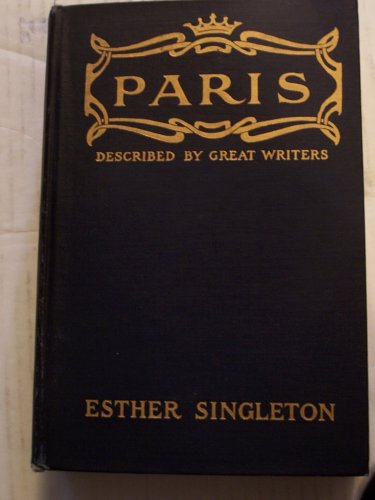 PARIS
DESCRIBED BY GREAT WRITERS
ESTHER SINGLETON